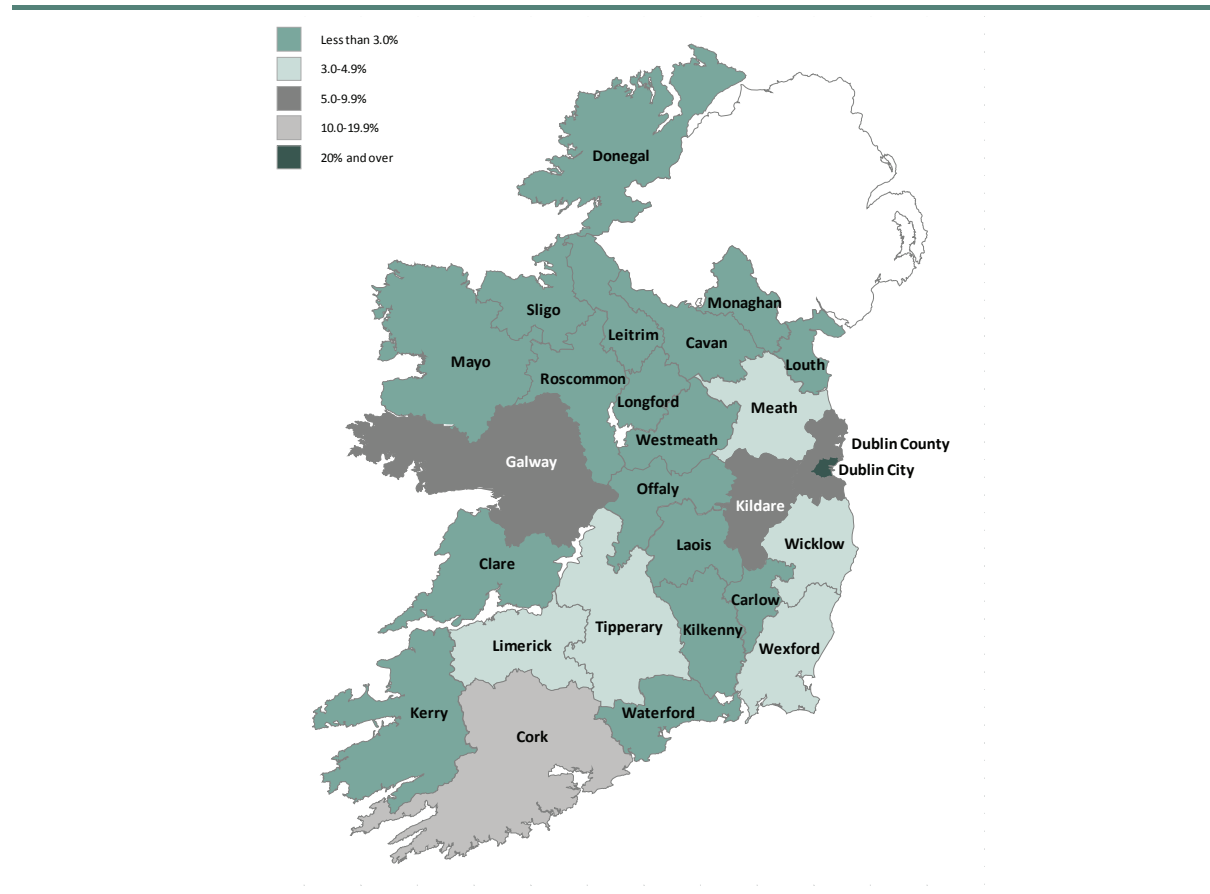 Less than 3.0%
3.0-4.9%
5.0-9.9%
10.0-19.9%
20% and over
Donegal
Monaghan
Sligo
Leitrim
Cavan
Mayo
Louth
Roscommon
Longford
Meath
Westmeath
Dublin County
Galway
Dublin City
Offaly
Kildare
Laois
Wicklow
Clare
Carlow
Tipperary
Kilkenny
Limerick
Wexford
Kerry
Waterford
Cork